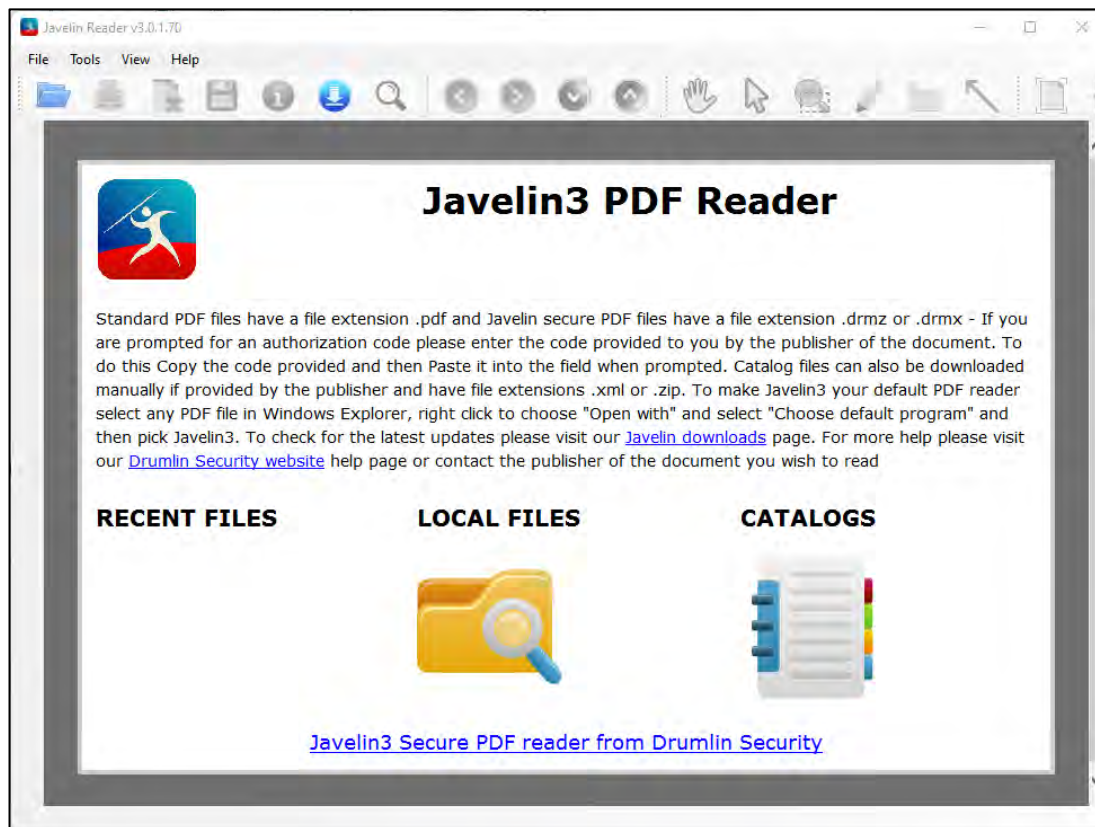 Javelin Reader v3.0.1.70
File Tools View Help
Javelin3 PDF Reader
Standard PDF files have a file extension .pdf and Javelin secure PDF files have a file extension .drmz or .drmx - If you
are prompted for an authorization code please enter the code provided to you by the publisher of the document. To
do this Copy the code provided and then Paste it into the field when prompted. Catalog files can also be downloaded
manually if provided by the publisher and have file extensions .xml or .zip. To make Javelin3 your default PDF reader
select any PDF file in Windows Explorer, right click to choose "Open with" and select "Choose default program" and
then pick Javelin3. To check for the latest updates please visit our Javelin downloads page. For more help please visit
our Drumlin Security website help page or contact the publisher of the document you wish to read
RECENT FILES LOCAL FILES CATALOGS
Javelin3 Secure PDF reader from Drumlin Security